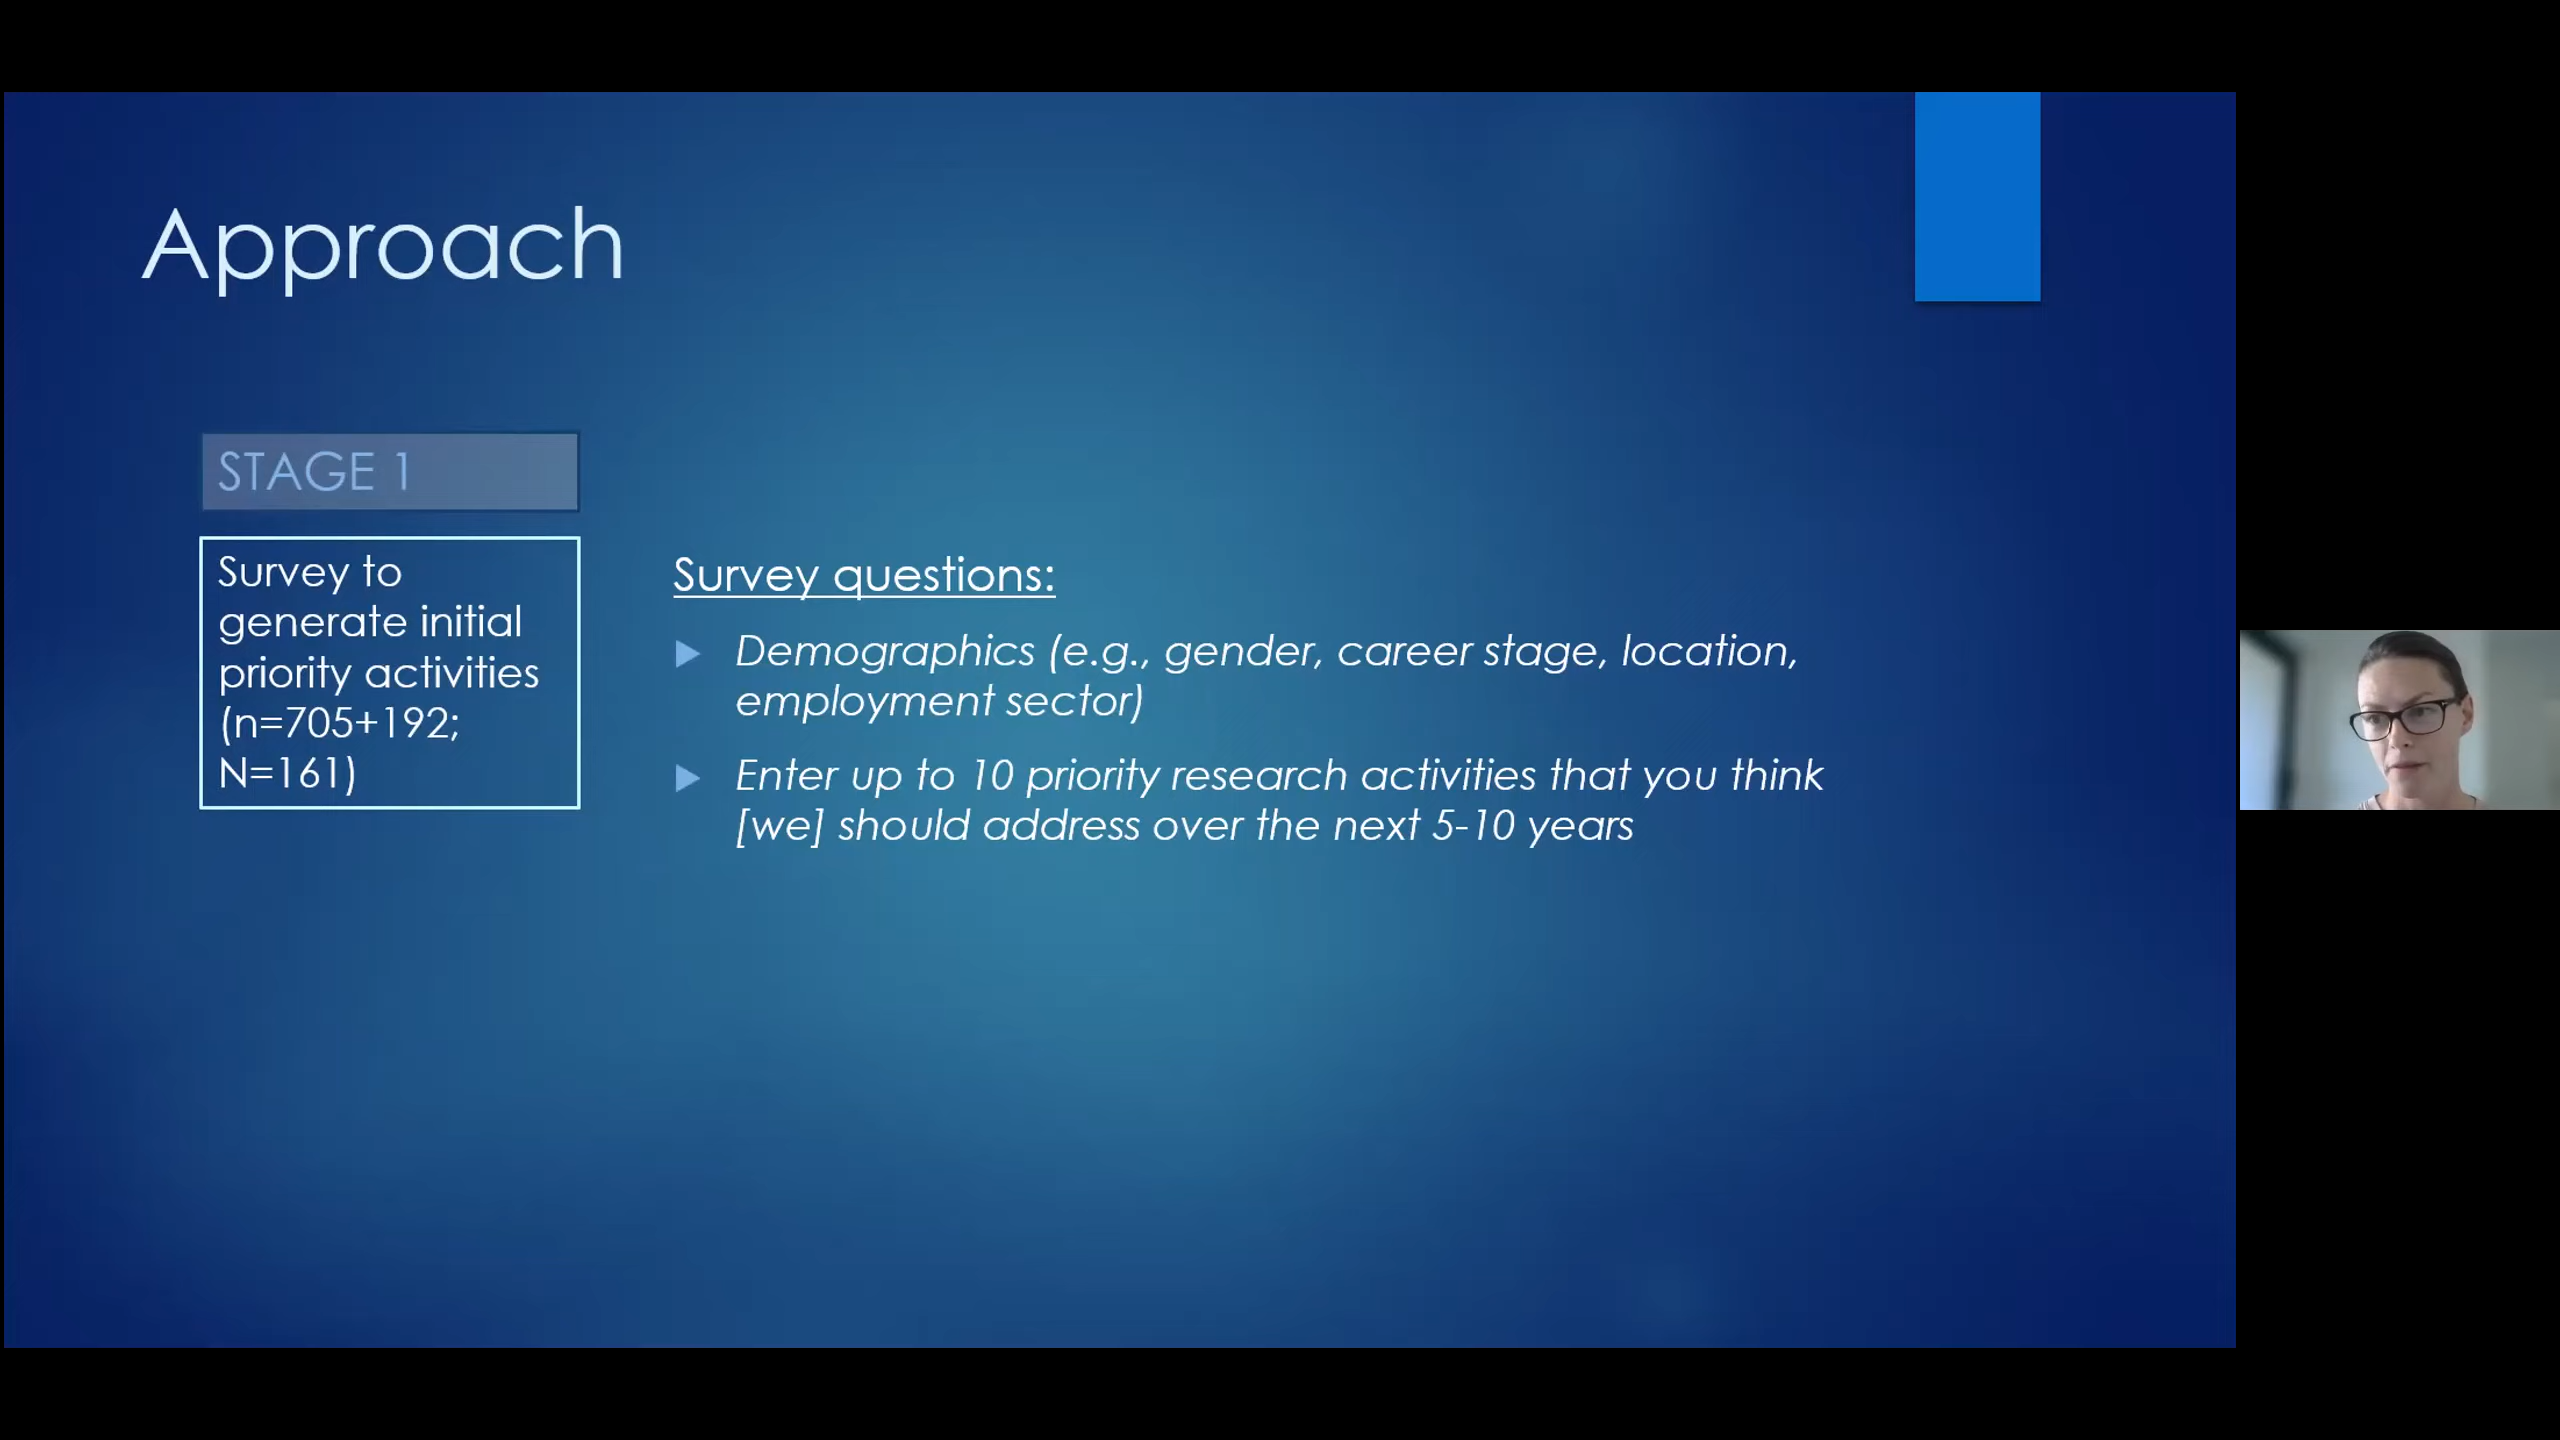 Approach
STAGE 1
Survey to
generate initial
priority activities
(n=705+192;
N=161)
Survey questions:
Demographics (e.g., gender, career stage, location,
employment sector)
Enter up to 10 priority research activities that you think
[we] should address over the next 5-10 years